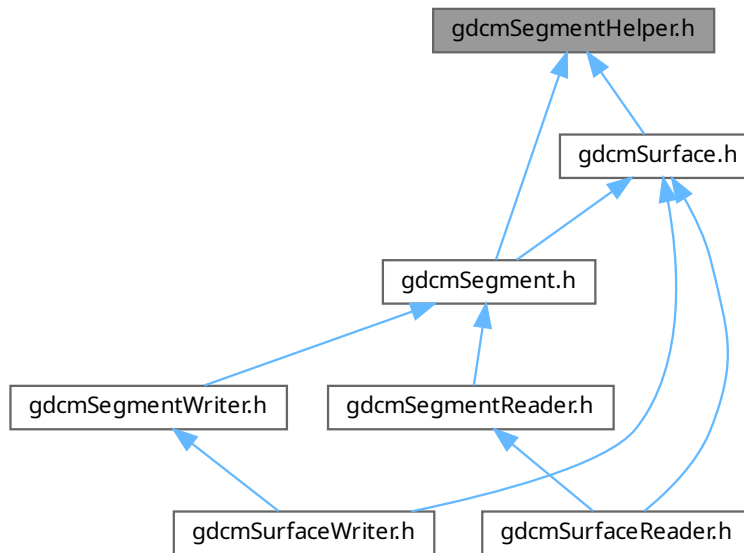 gdcmSegmentHelper.h
gdcmSurface.h
gdcmSegment.h
gdcmSegmentWriter.h
gdcmSegmentReader.h
gdcmSurfaceWriter.h
gdcmSurfaceReader.h